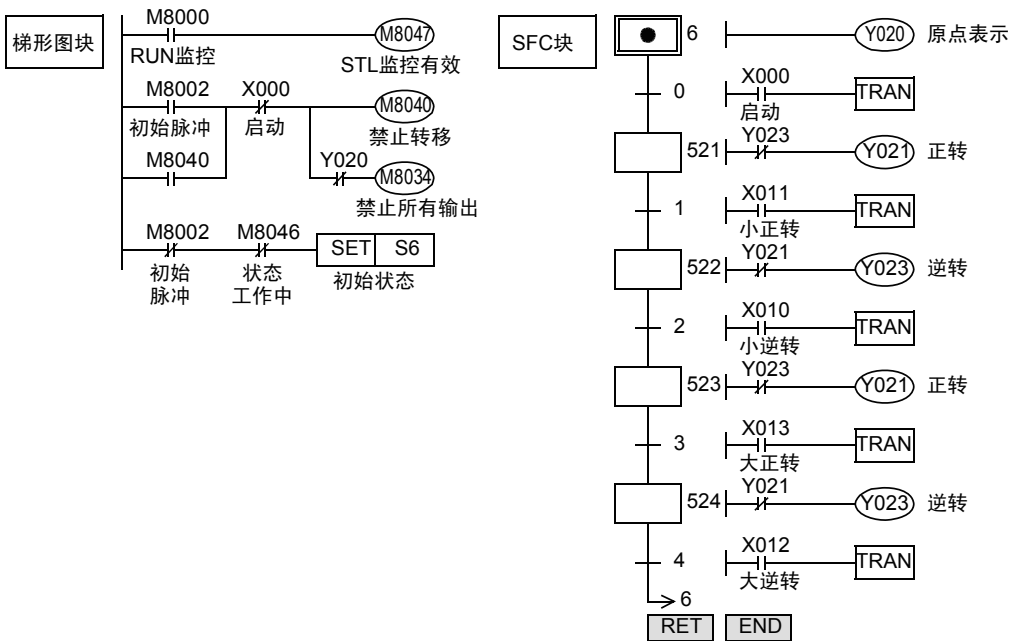 梯形图块
M8000
RUN监控
M8047
STL监控有效
M8002
X000
M8040
初始脉冲
启动
禁止转移
M8040
Y020
M8034
禁止所有输出
M8002
M8046
SET S6
初始
脉冲
状态
工作中
初始状态
SFC块
6
Y020
原点表示
0
X000
TRAN
启动
521
Y023
Y021
正转
1
X011
TRAN
小正转
522
Y021
Y023
逆转
2
X010
TRAN
小逆转
523
Y023
Y021
正转
3
X013
TRAN
大正转
524
Y021
Y023
逆转
4
X012
TRAN
大逆转
6
RET
END